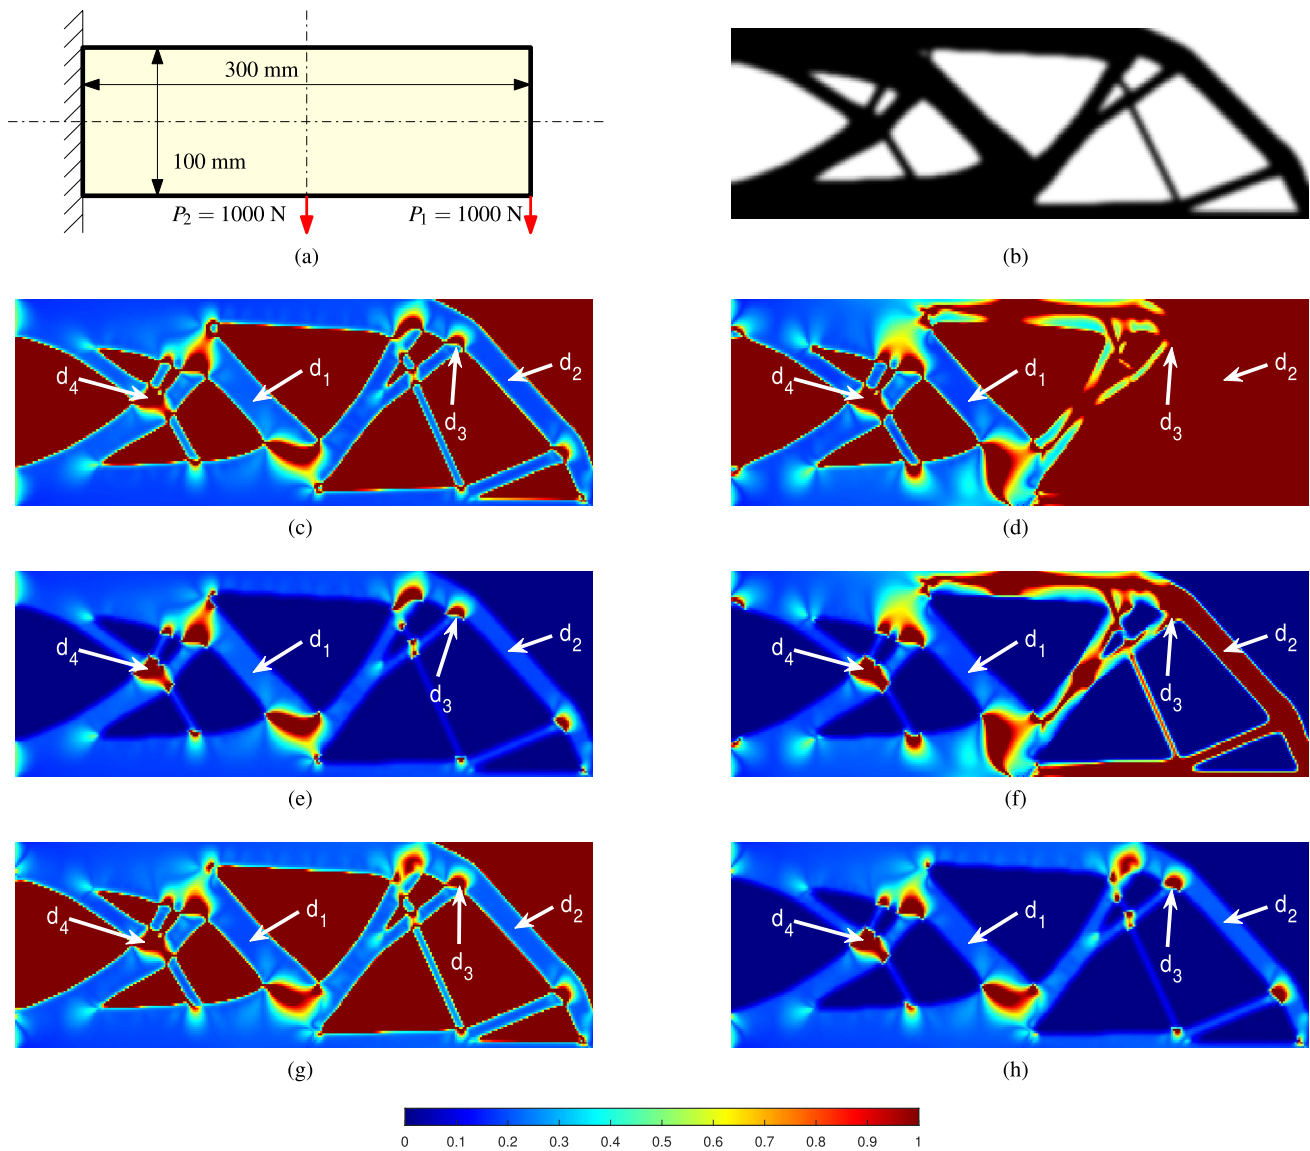 300 mm
100 mm
P₂ = 1000 N
P₁ = 1000 N
(a)
(b)
d₄
d₁
d₂
d₃
d₄
d₁
d₂
d₃
(c)
(d)
d₄
d₁
d₂
d₃
d₄
d₁
d₂
d₃
(e)
(f)
d₄
d₁
d₂
d₃
d₄
d₁
d₂
d₃
(g)
(h)
0 0.1 0.2 0.3 0.4 0.5 0.6 0.7 0.8 0.9 1